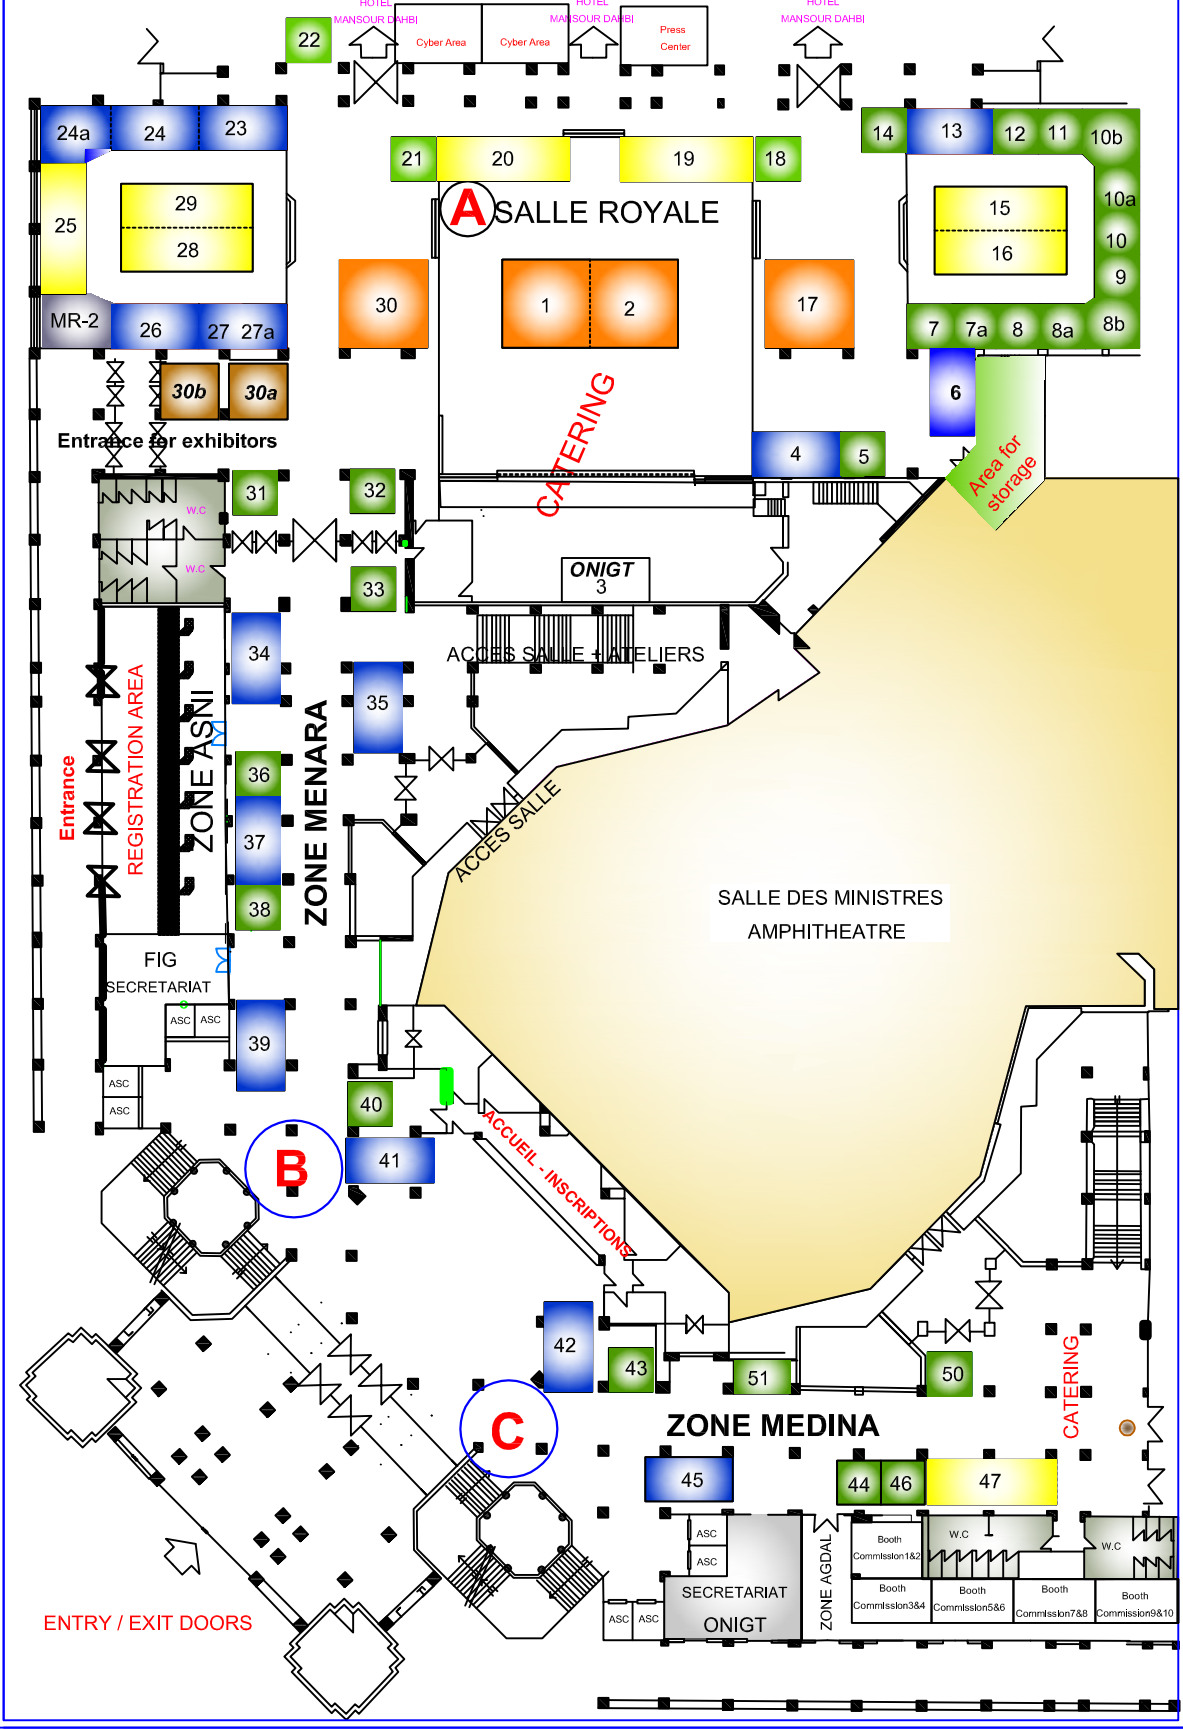 HOTEL
MANSOUR DAHBI
HOTEL
MANSOUR DAHBI
HOTEL
MANSOUR DAHBI
22
Cyber Area
Cyber Area
Press
Center
24a
24
23
21
20
19
18
14
13
12
11
10b
A
SALLE ROYALE
25
29
28
15
16
10a
10
9
MR-2
26
27
27a
30
1
2
17
7
7a
8
8a
8b
30b
30a
6
CATERING
Entrance for exhibitors
4
5
Area for
storage
31
32
W.C
W.C
33
ONIGT
3
34
ACCES SALLE + ATELIERS
35
REGISTRATION AREA
ZONE ASNI
ZONE MENARA
Entrance
36
37
38
ACCES SALLE
SALLE DES MINISTRES
AMPHITHEATRE
FIG
SECRETARIAT
ASC
ASC
39
ASC
ASC
40
41
B
ACCUEIL - INSCRIPTIONS
42
43
51
50
CATERING
C
ZONE MEDINA
45
44
46
47
ASC
ASC
SECRETARIAT
ONIGT
ASC
ASC
ZONE AGDAL
Booth
Commission1&2
W.C
W.C
Booth
Commission3&4
Booth
Commission5&6
Booth
Commission7&8
Booth
Commission9&10
ENTRY / EXIT DOORS